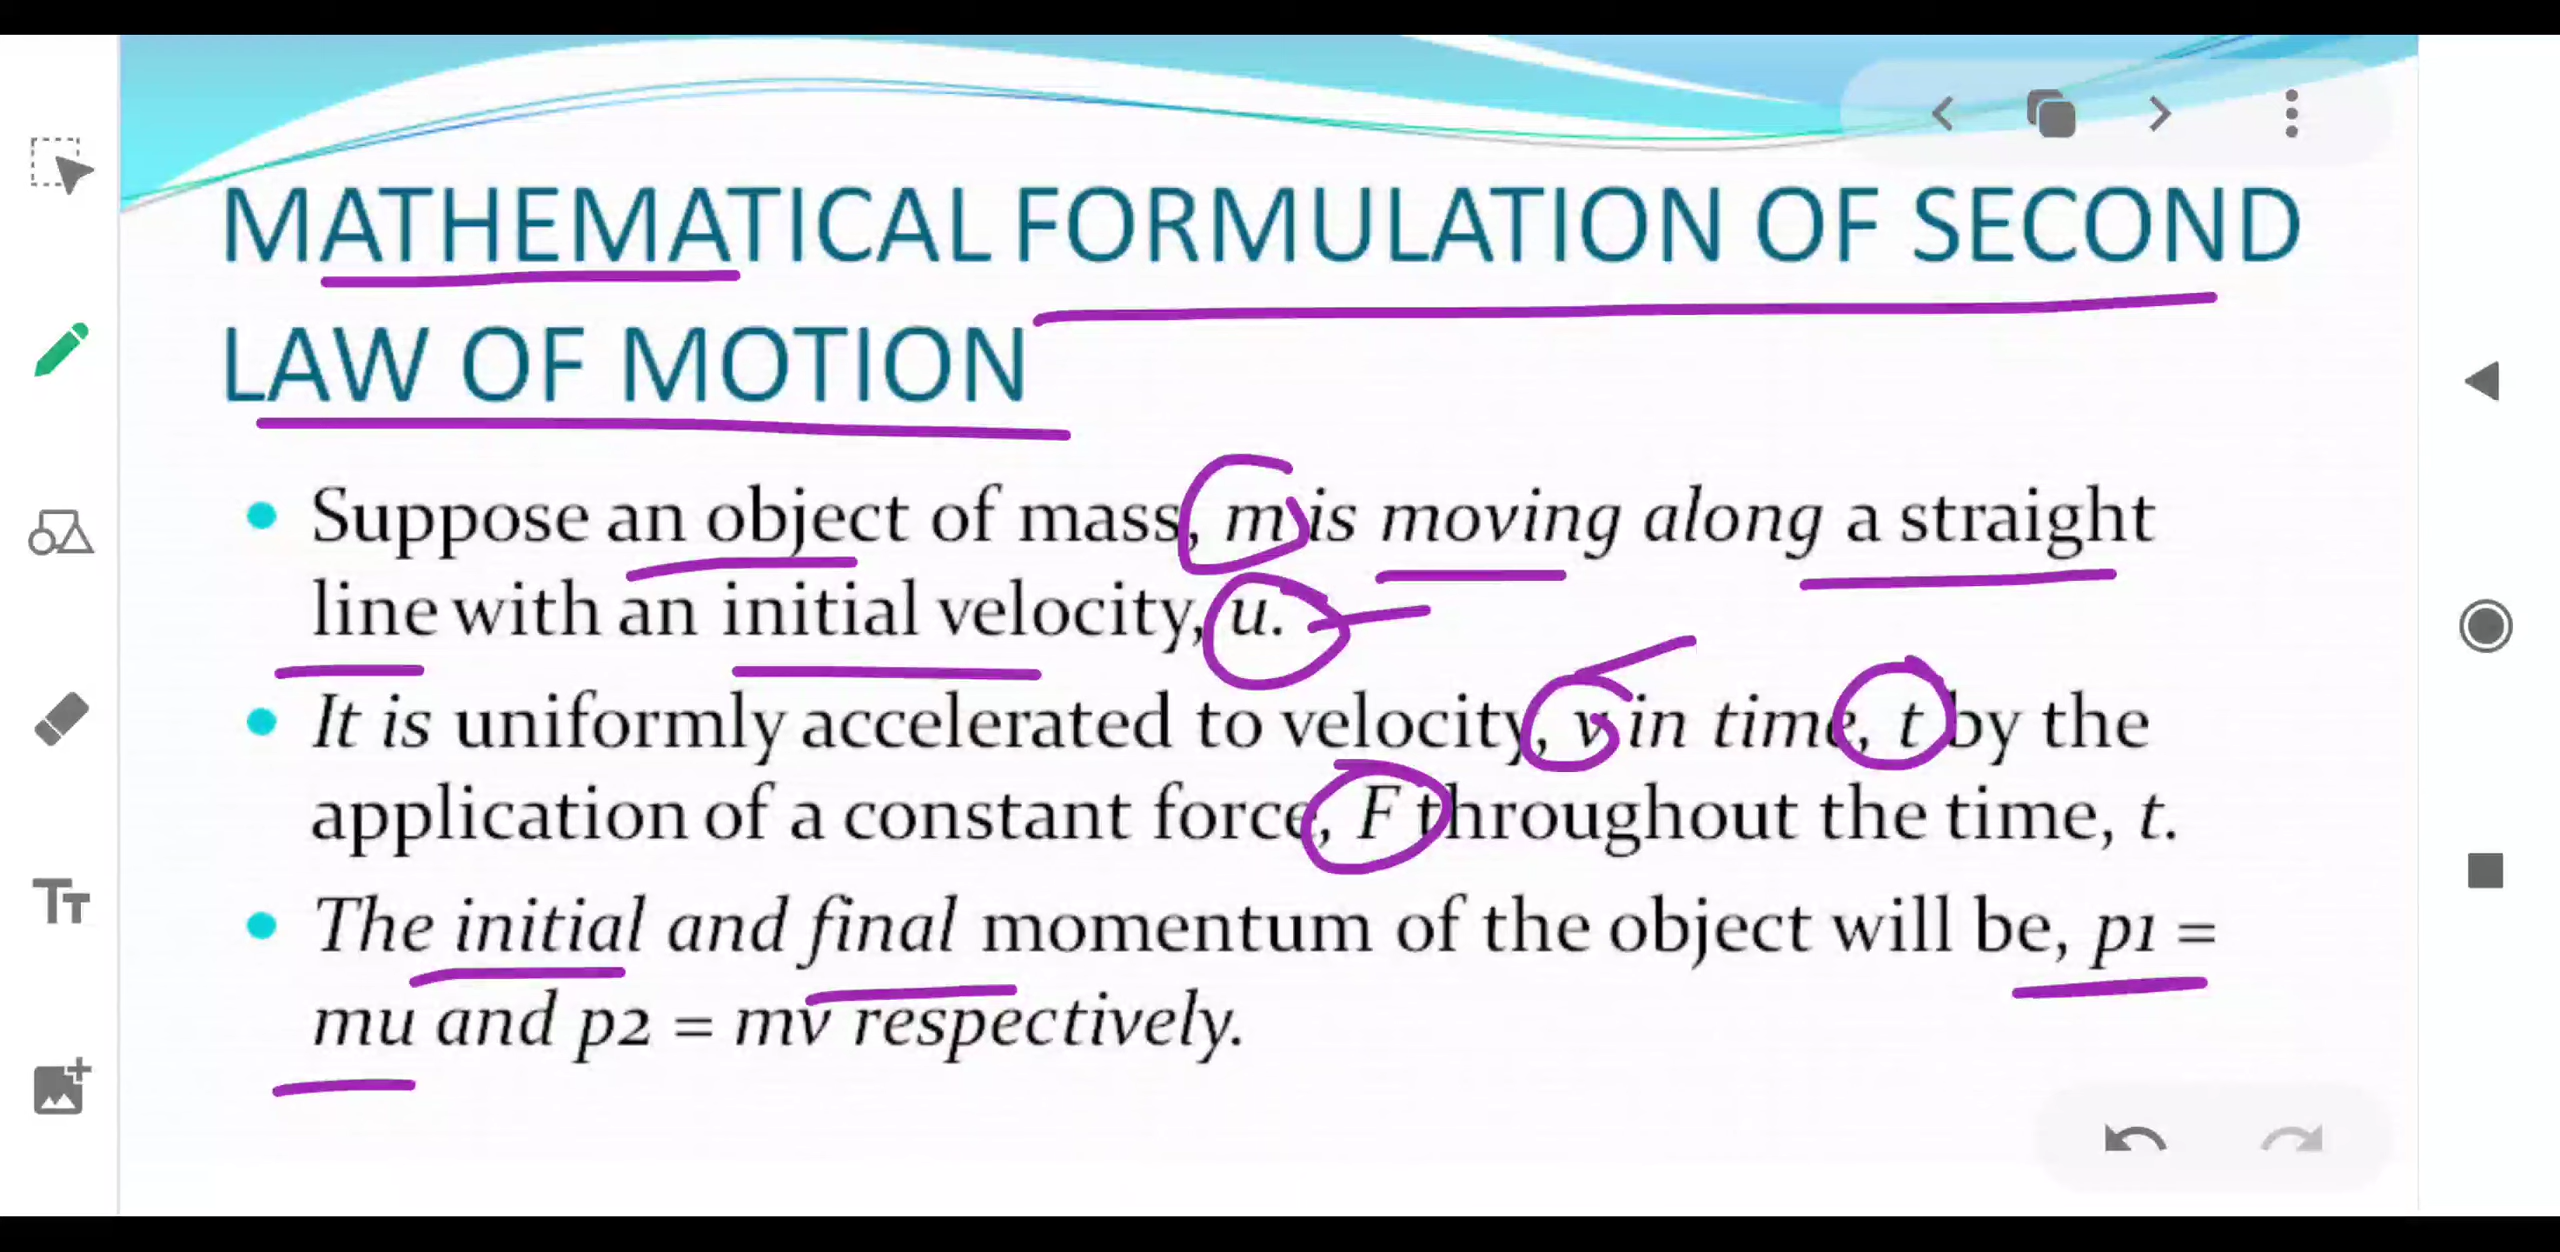 MATHEMATICAL FORMULATION OF SECOND
LAW OF MOTION
Suppose an object of mass, m is moving along a straight
line with an initial velocity, u.
It is uniformly accelerated to velocity, v in time, t by the
application of a constant force, F throughout the time, t.
The initial and final momentum of the object will be, p1 =
mu and p2 = mv respectively.
Tt